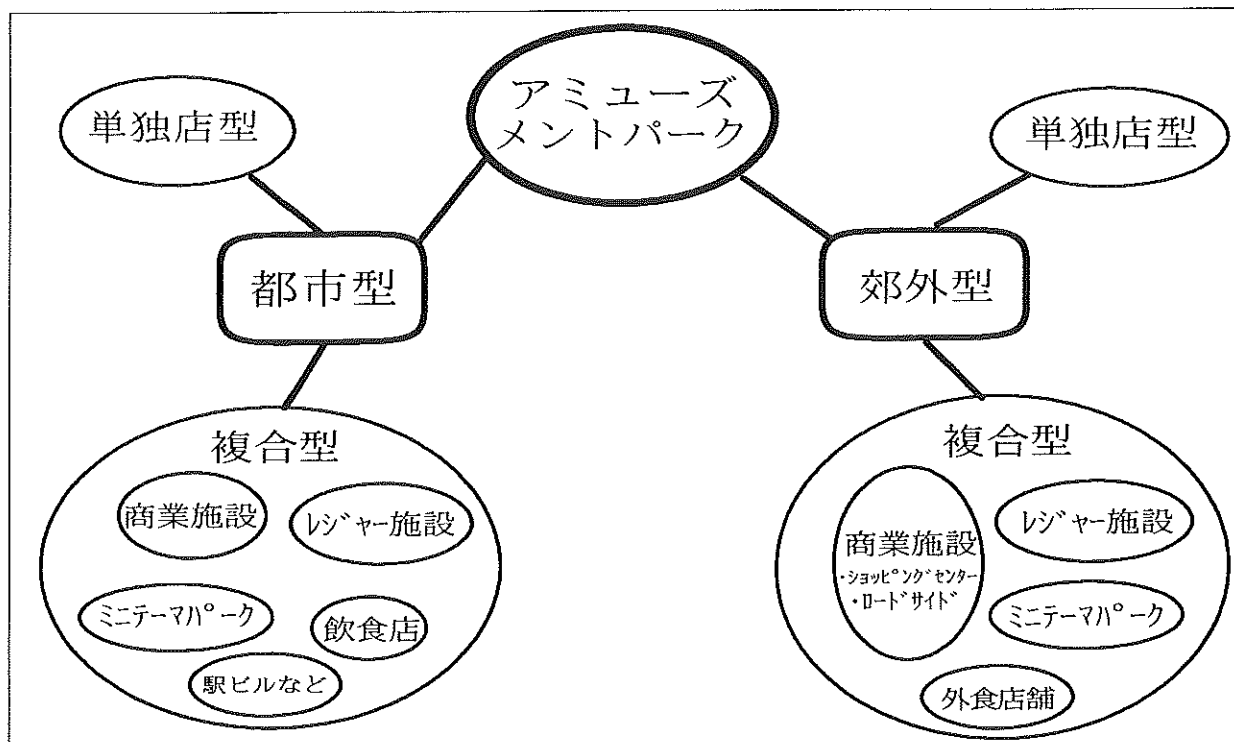 アミューズ
メントパーク
単独店型
単独店型
都市型
郊外型
複合型
商業施設
レジャー施設
ミニテーマパーク
飲食店
駅ビルなど
複合型
商業施設
・ショッピングセンター
・ロードサイド
レジャー施設
ミニテーマパーク
外食店舗